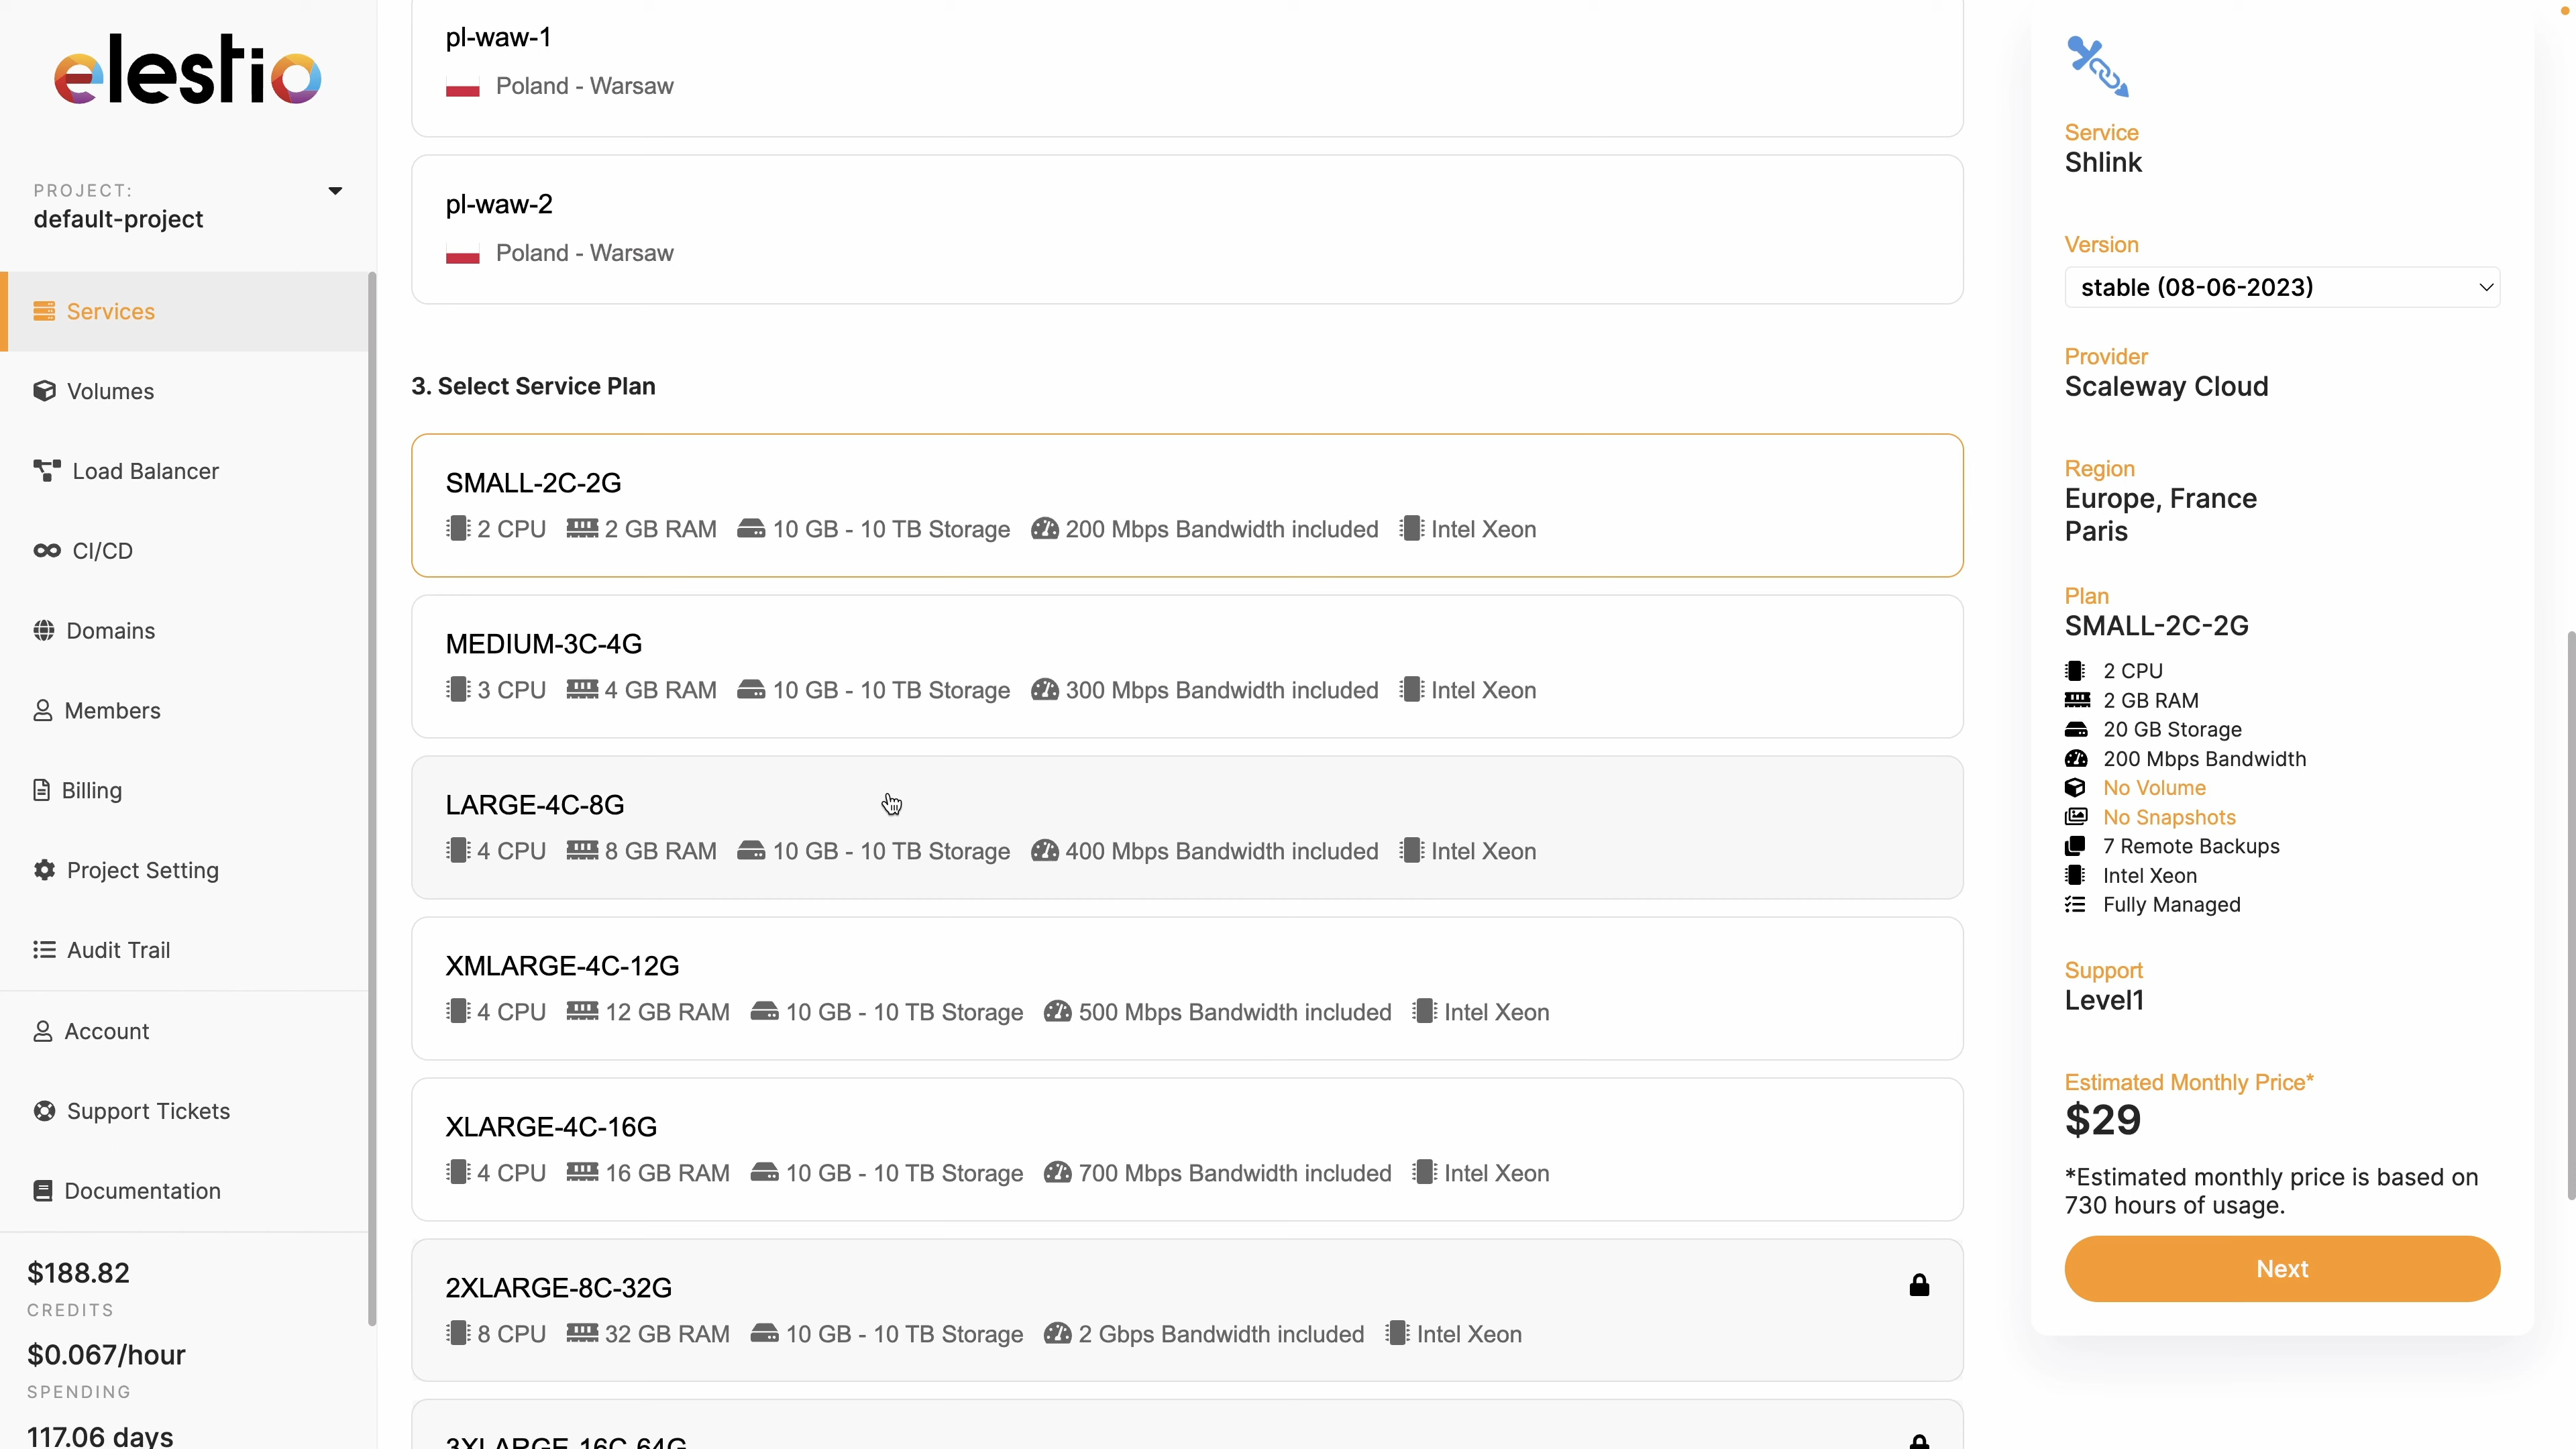 elestio
PROJECT:
default-project
Services
Volumes
Load Balancer
CI/CD
Domains
Members
Billing
Project Setting
Audit Trail
Account
Support Tickets
Documentation
$188.82
CREDITS
$0.067/hour
SPENDING
117.06 days
pl-waw-1
Poland - Warsaw
pl-waw-2
Poland - Warsaw
3. Select Service Plan
SMALL-2C-2G
2 CPU 2 GB RAM 10 GB - 10 TB Storage 200 Mbps Bandwidth included Intel Xeon
MEDIUM-3C-4G
3 CPU 4 GB RAM 10 GB - 10 TB Storage 300 Mbps Bandwidth included Intel Xeon
LARGE-4C-8G
4 CPU 8 GB RAM 10 GB - 10 TB Storage 400 Mbps Bandwidth included Intel Xeon
XMLARGE-4C-12G
4 CPU 12 GB RAM 10 GB - 10 TB Storage 500 Mbps Bandwidth included Intel Xeon
XLARGE-4C-16G
4 CPU 16 GB RAM 10 GB - 10 TB Storage 700 Mbps Bandwidth included Intel Xeon
2XLARGE-8C-32G
8 CPU 32 GB RAM 10 GB - 10 TB Storage 2 Gbps Bandwidth included Intel Xeon
3XLARGE-16C-64G
Service
Shlink
Version
stable (08-06-2023)
Provider
Scaleway Cloud
Region
Europe, France
Paris
Plan
SMALL-2C-2G
2 CPU
2 GB RAM
20 GB Storage
200 Mbps Bandwidth
No Volume
No Snapshots
7 Remote Backups
Intel Xeon
Fully Managed
Support
Level1
Estimated Monthly Price*
$29
*Estimated monthly price is based on
730 hours of usage.
Next